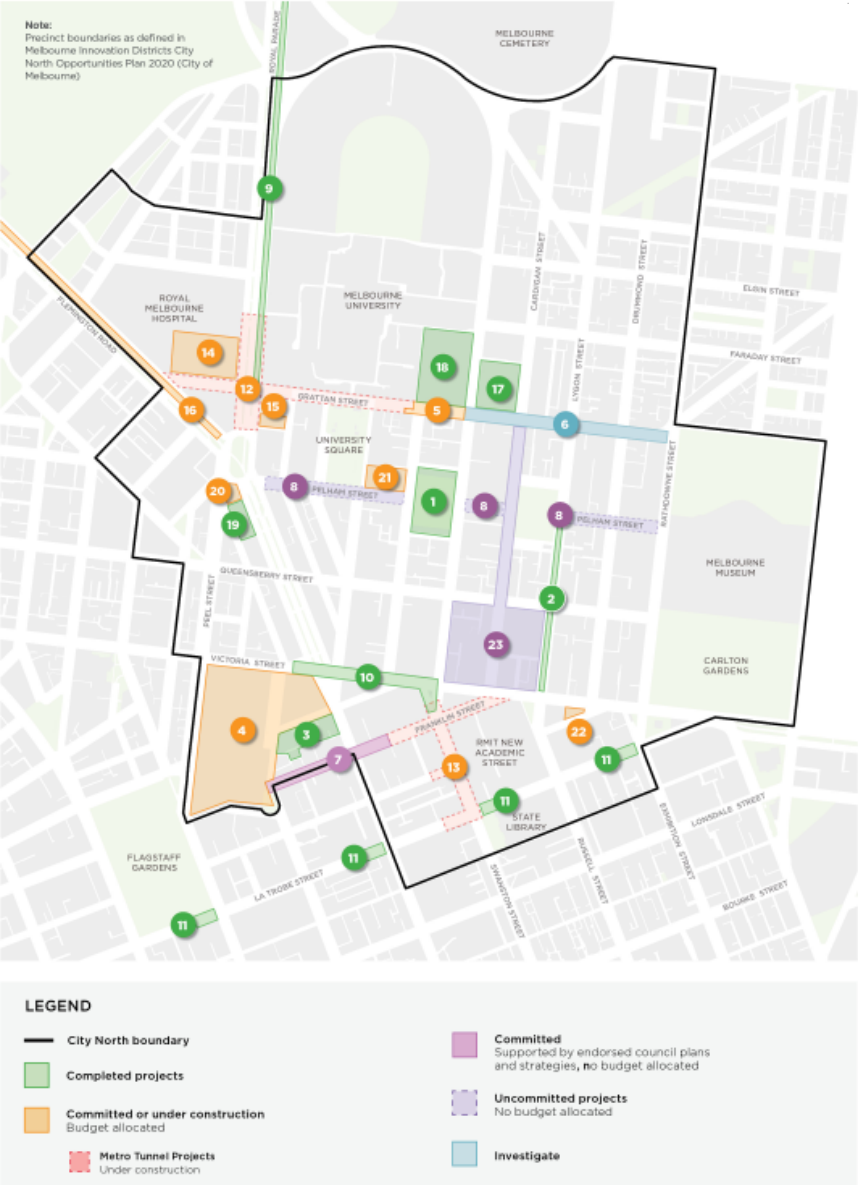 Note:
Precinct boundaries as defined in
Melbourne Innovation Districts City
North Opportunities Plan 2020 (City of
Melbourne)
ROYAL PARADE
MELBOURNE
CEMETERY
9
CARDIGAN STREET
DRUMMOND STREET
ELGIN STREET
FLEMINGTON ROAD
ROYAL
MELBOURNE
HOSPITAL
MELBOURNE
UNIVERSITY
LYGON STREET
FARADAY STREET
14
18
17
12
15
16
GRATTAN STREET
5
6
UNIVERSITY
SQUARE
RATHDOWNE STREET
21
20
8
PELHAM STREET
1
8
8
PELHAM STREET
19
MELBOURNE
MUSEUM
QUEENSBERRY STREET
PEEL STREET
2
23
VICTORIA STREET
10
CARLTON
GARDENS
4
3
FRANKLIN STREET
22
7
13
RMIT NEW
ACADEMIC
STREET
11
11
STATE
LIBRARY
EXHIBITION STREET
LONSDALE STREET
FLAGSTAFF
GARDENS
11
LA TROBE STREET
SWANSTON STREET
RUSSELL STREET
BOURKE STREET
11
LEGEND
City North boundary
Completed projects
Committed or under construction
Budget allocated
Metro Tunnel Projects
Under construction
Committed
Supported by endorsed council plans
and strategies, no budget allocated
Uncommitted projects
No budget allocated
Investigate